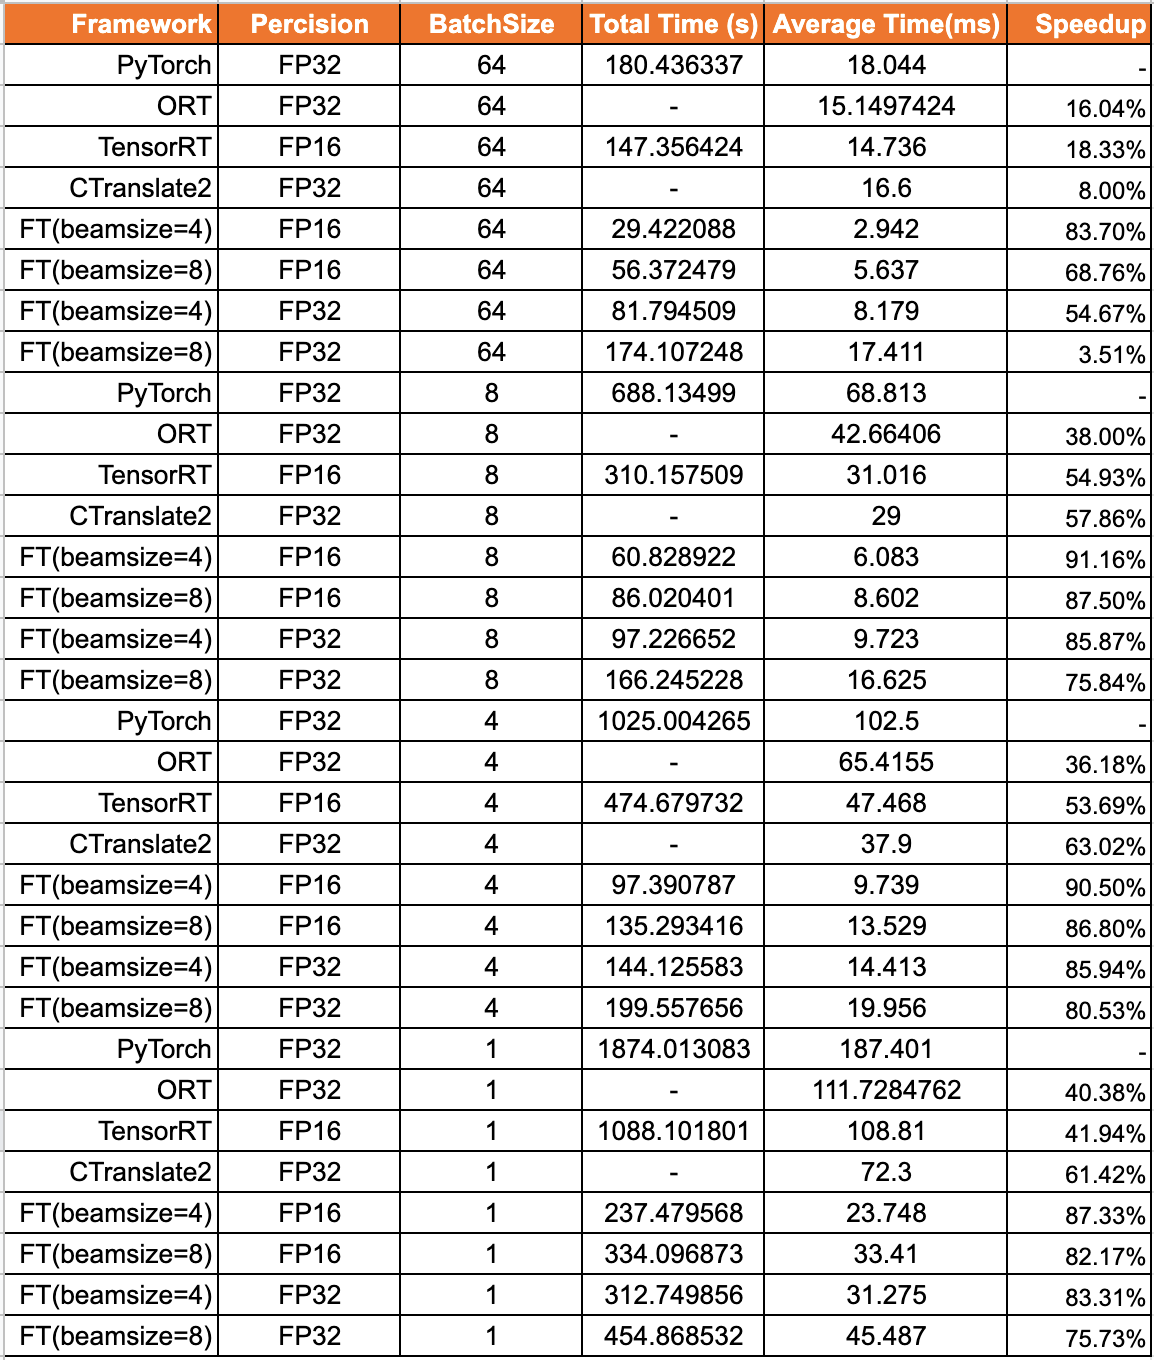 Framework Percision BatchSize Total Time (s) Average Time(ms) Speedup
PyTorch FP32 64 180.436337 18.044 -
ORT FP32 64 - 15.1497424 16.04%
TensorRT FP16 64 147.356424 14.736 18.33%
CTranslate2 FP32 64 - 16.6 8.00%
FT(beamsize=4) FP16 64 29.422088 2.942 83.70%
FT(beamsize=8) FP16 64 56.372479 5.637 68.76%
FT(beamsize=4) FP32 64 81.794509 8.179 54.67%
FT(beamsize=8) FP32 64 174.107248 17.411 3.51%
PyTorch FP32 8 688.13499 68.813 -
ORT FP32 8 - 42.66406 38.00%
TensorRT FP16 8 310.157509 31.016 54.93%
CTranslate2 FP32 8 - 29 57.86%
FT(beamsize=4) FP16 8 60.828922 6.083 91.16%
FT(beamsize=8) FP16 8 86.020401 8.602 87.50%
FT(beamsize=4) FP32 8 97.226652 9.723 85.87%
FT(beamsize=8) FP32 8 166.245228 16.625 75.84%
PyTorch FP32 4 1025.004265 102.5 -
ORT FP32 4 - 65.4155 36.18%
TensorRT FP16 4 474.679732 47.468 53.69%
CTranslate2 FP32 4 - 37.9 63.02%
FT(beamsize=4) FP16 4 97.390787 9.739 90.50%
FT(beamsize=8) FP16 4 135.293416 13.529 86.80%
FT(beamsize=4) FP32 4 144.125583 14.413 85.94%
FT(beamsize=8) FP32 4 199.557656 19.956 80.53%
PyTorch FP32 1 1874.013083 187.401 -
ORT FP32 1 - 111.7284762 40.38%
TensorRT FP16 1 1088.101801 108.81 41.94%
CTranslate2 FP32 1 - 72.3 61.42%
FT(beamsize=4) FP16 1 237.479568 23.748 87.33%
FT(beamsize=8) FP16 1 334.096873 33.41 82.17%
FT(beamsize=4) FP32 1 312.749856 31.275 83.31%
FT(beamsize=8) FP32 1 454.868532 45.487 75.73%